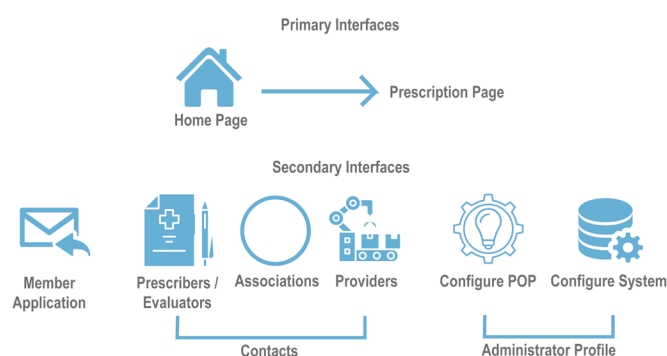 Primary Interfaces
Home Page
Prescription Page
Secondary Interfaces
Member
Application
Prescribers /
Evaluators
Associations
Providers
Configure POP
Configure System
Contacts
Administrator Profile